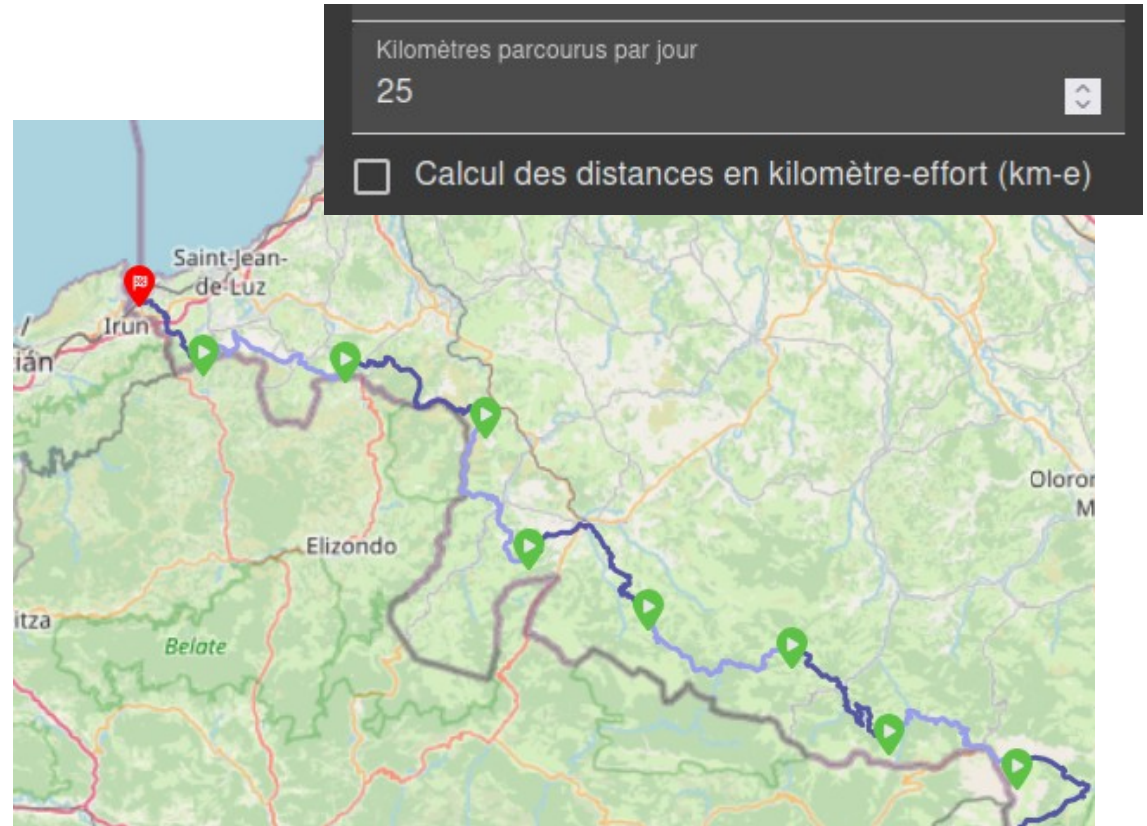 Kilomètres parcourus par jour
25
Calcul des distances en kilomètre-effort (km-e)
Saint-Jean-
de-Luz
Irun
/
ián
Oloror
M
Elizondo
itza
Belate